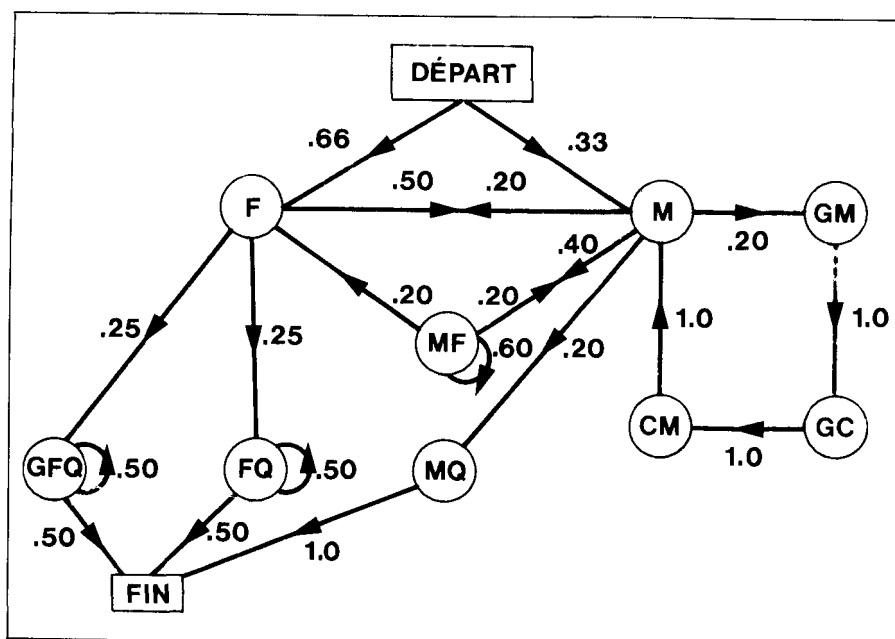 DÉPART
.66 .33
.50 .20
F M GM
.40 .20
.20 .20
.25 .25 MF .60 .20 1.0 1.0
CM GC
1.0
GFQ .50 FQ .50 MQ
.50 .50 1.0
FIN